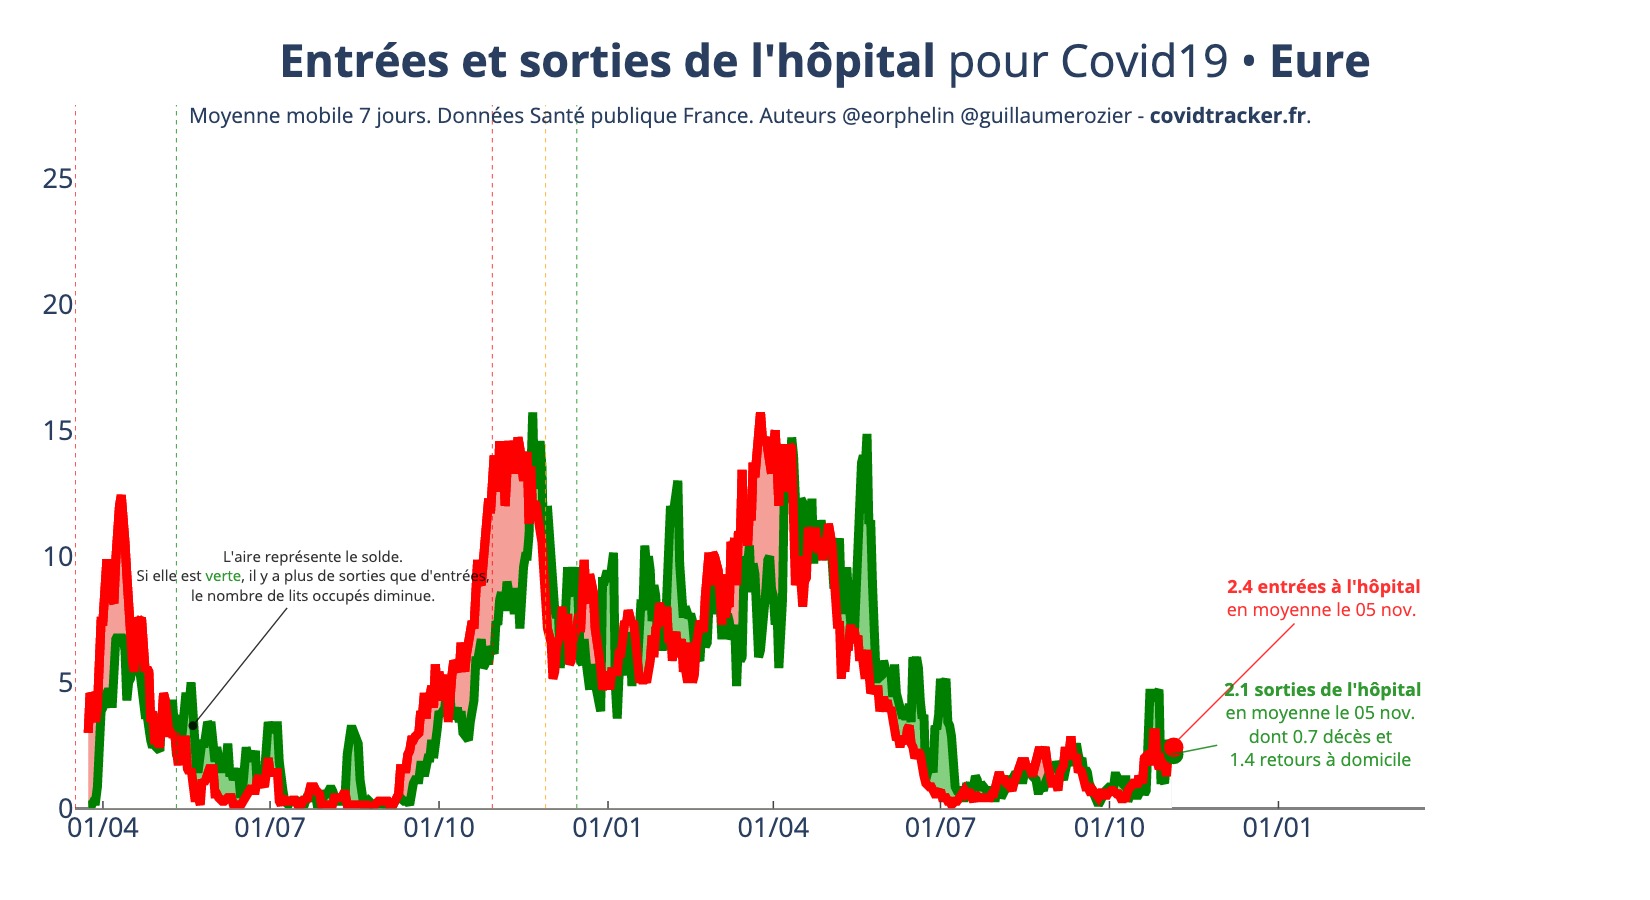 Entrées et sorties de l'hôpital pour Covid19 • Eure
Moyenne mobile 7 jours. Données Santé publique France. Auteurs @eorphelin @guillaumerozier - covidtracker.fr.
25
20
15
10
5
0
L'aire représente le solde.
Si elle est verte, il y a plus de sorties que d'entrées,
le nombre de lits occupés diminue.
2.4 entrées à l'hôpital
en moyenne le 05 nov.
2.1 sorties de l'hôpital
en moyenne le 05 nov.
dont 0.7 décès et
1.4 retours à domicile
01/04 01/07 01/10 01/01 01/04 01/07 01/10 01/01